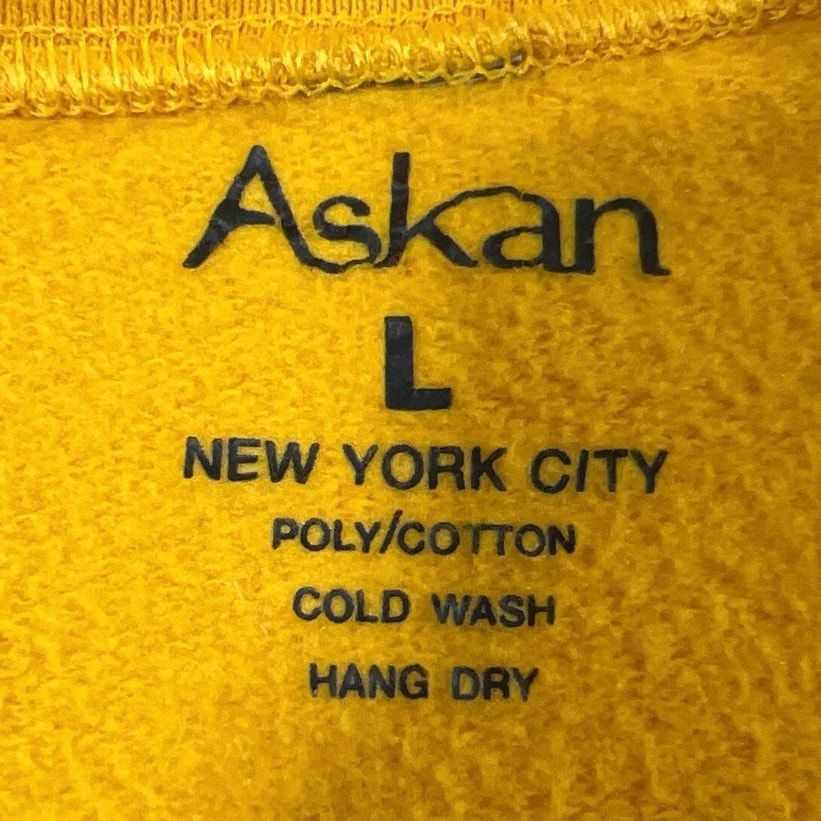 Askan
L
NEW YORK CITY
POLY/COTTON
COLD WASH
HANG DRY